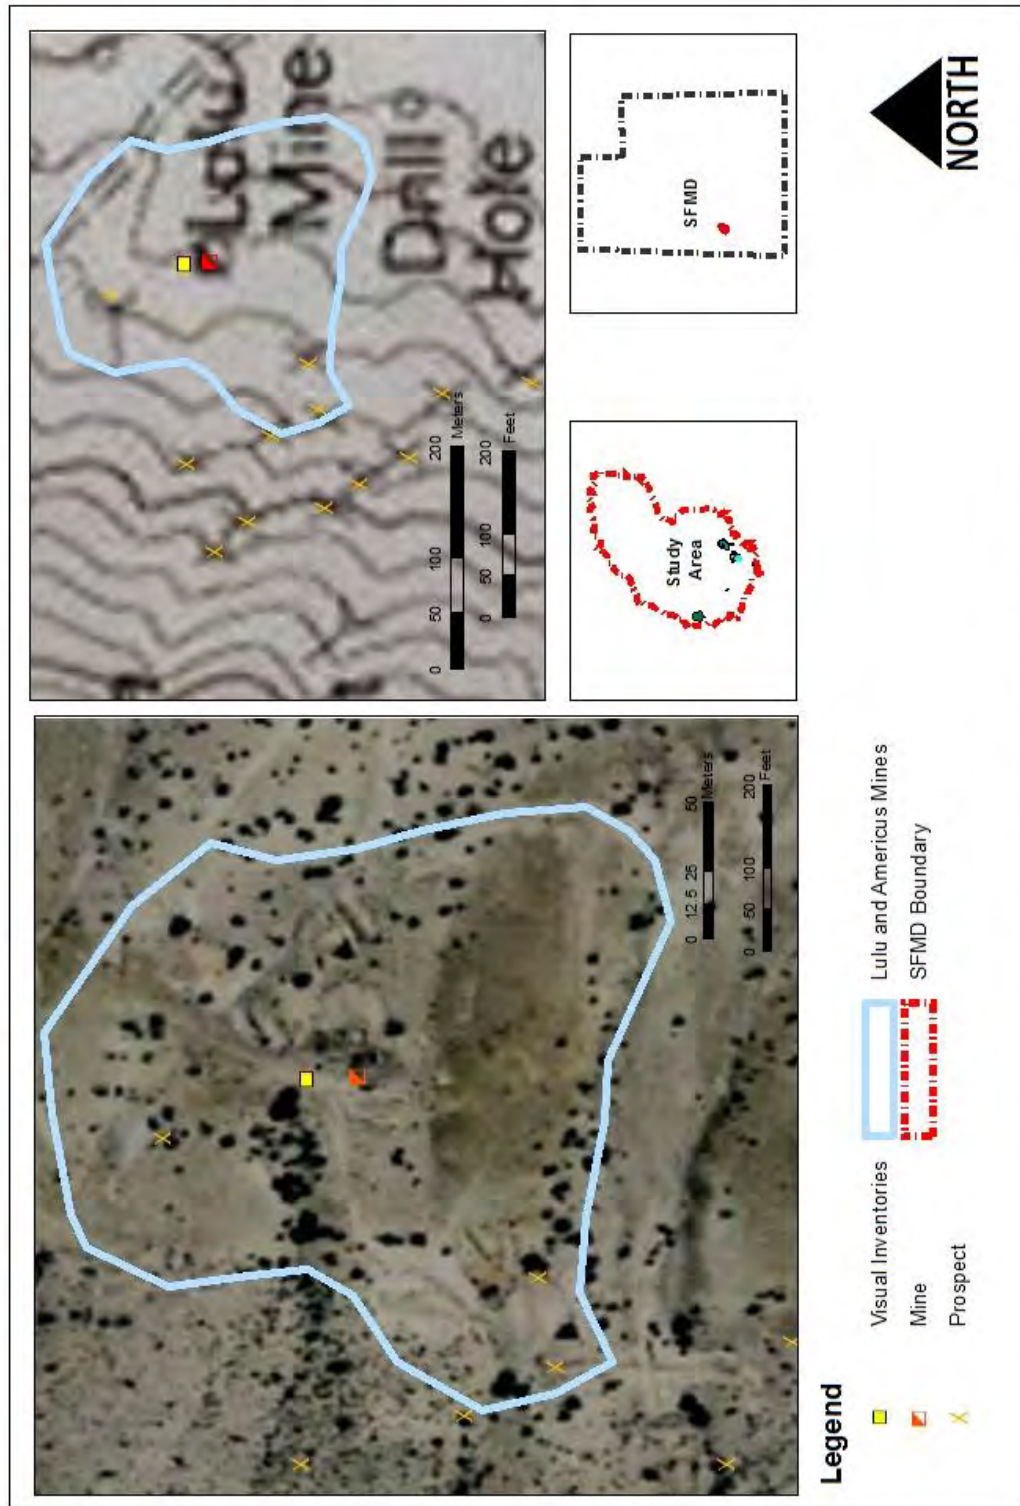 Lulu
Mine
Drill
Hole
0 50 100 200
Meters
0 50 100 200
Feet
SFMD
NORTH
Study
Area
0 12.5 25 50
Meters
0 50 100 200
Feet
Legend
Visual Inventories
Mine
Prospect
Lulu and Americus Mines
SFMD Boundary